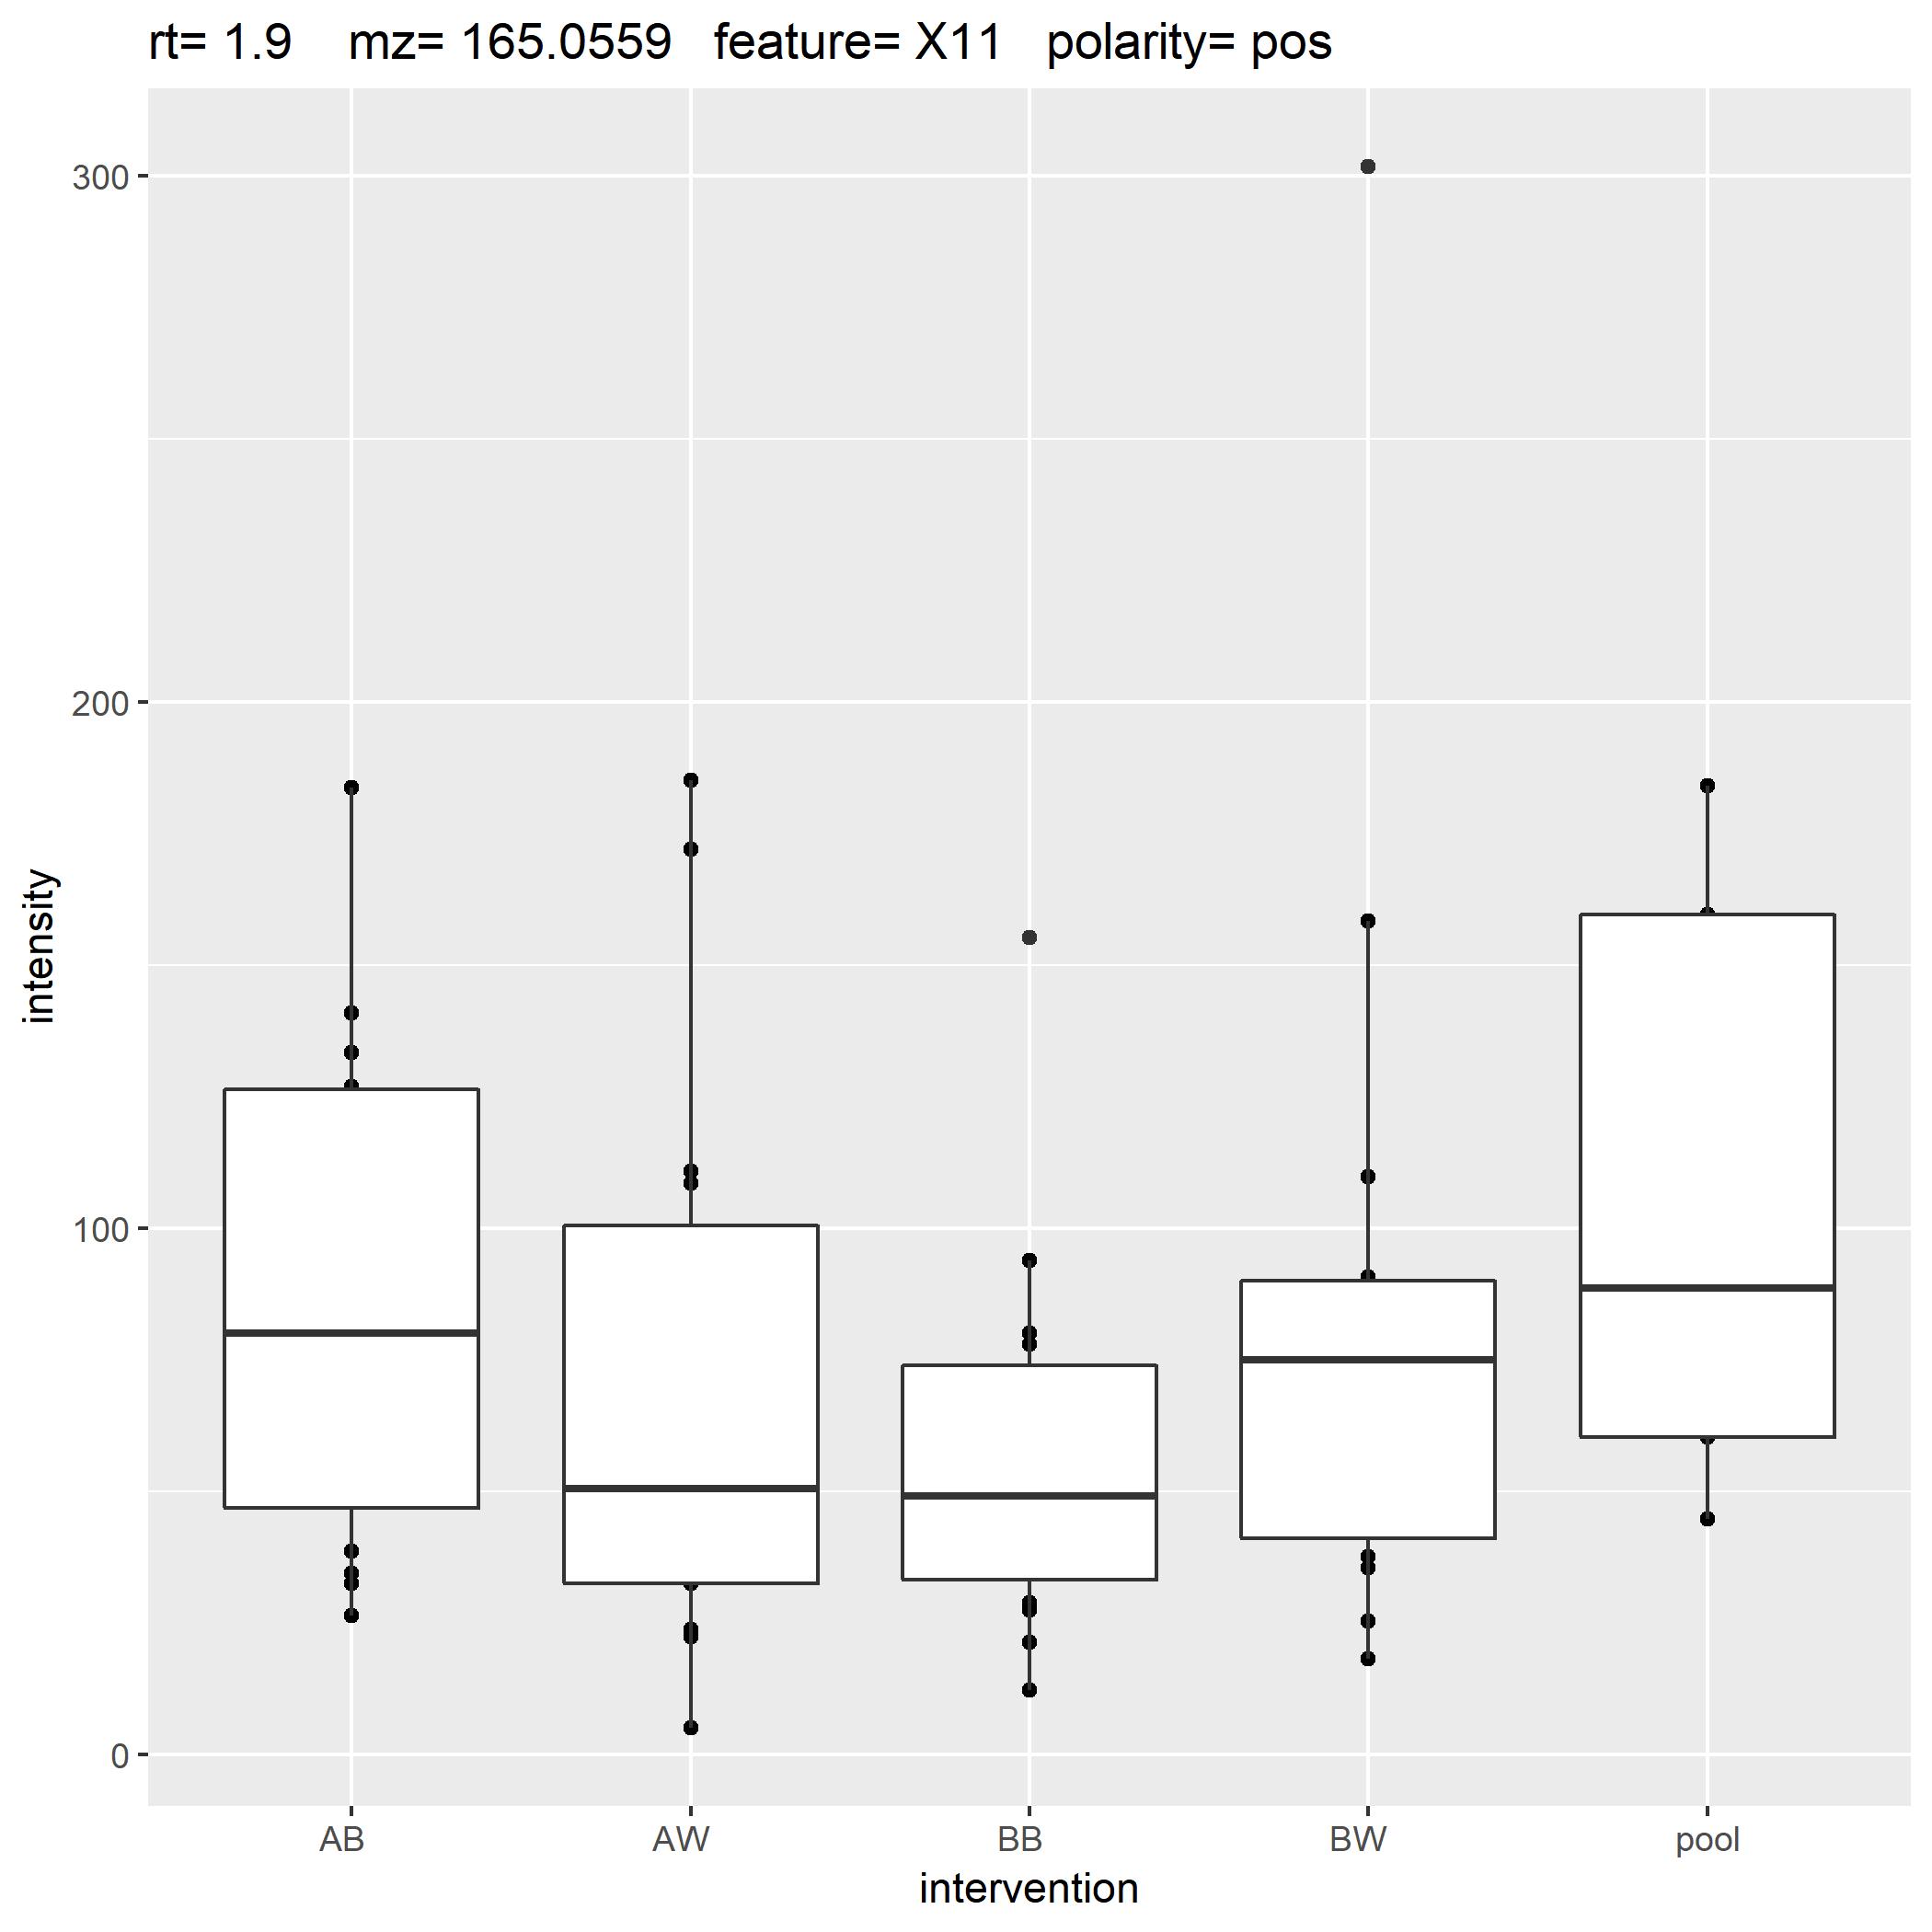 rt= 1.9 mz= 165.0559 feature= X11 polarity= pos
300
200
100
0
intensity
AB AW BB BW pool
intervention